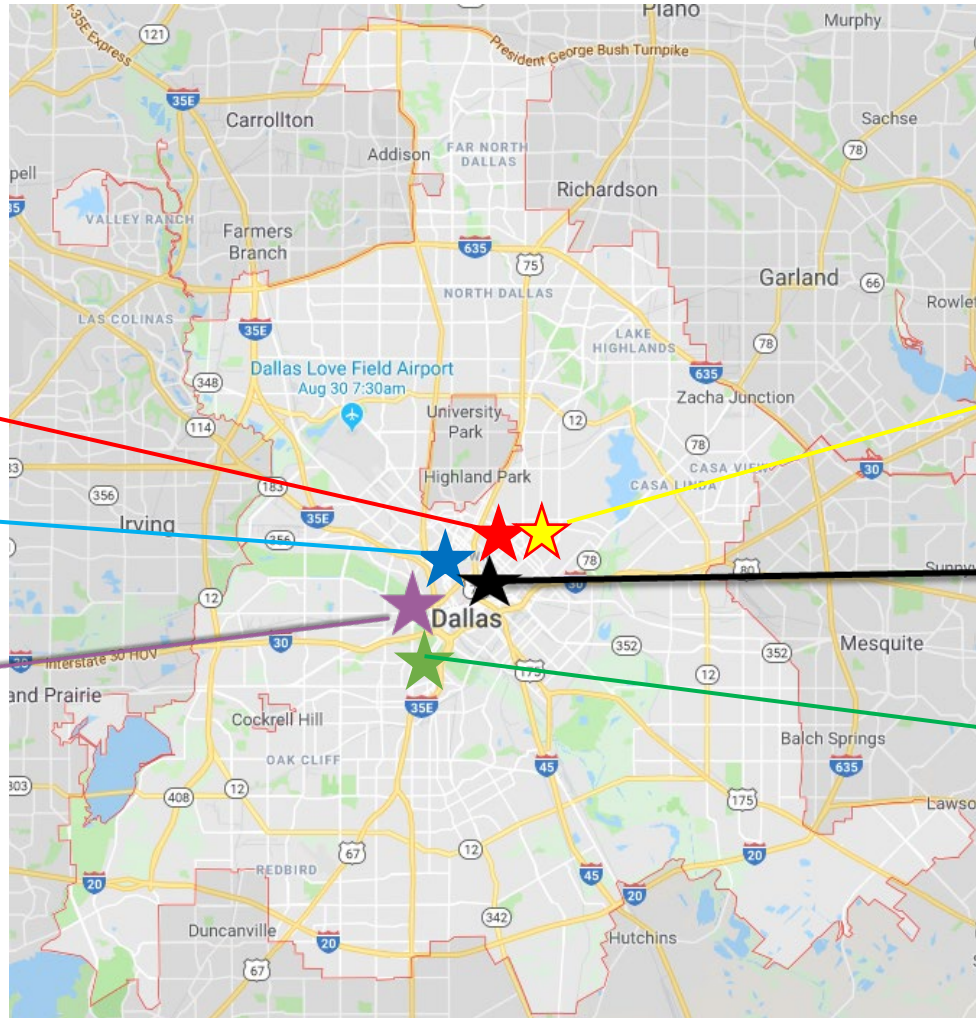 Plano
Murphy
I-35E Express
121
President George Bush Turnpike
35E
Carrollton
Sachse
Addison
FAR NORTH
DALLAS
78
pell
Richardson
35
VALLEY RANCH
Farmers
Branch
635
75
Garland
66
NORTH DALLAS
Rowlet
LAS COLINAS
35E
LAKE
HIGHLANDS
78
Dallas Love Field Airport
Aug 30 7:30am
348
635
Zacha Junction
University
Park
12
114
78
Highland Park
CASA VIEW
30
183
CASA LINDA
356
35E
Irving
356
78
80
Sunnyv
30
12
Dallas
30
352
Mesquite
Interstate 30 HOV
352
175
12
and Prairie
35E
Cockrell Hill
Balch Springs
OAK CLIFF
45
635
303
408
12
175
Lawso
67
12
20
REDBIRD
45
20
20
342
Duncanville
20
Hutchins
67